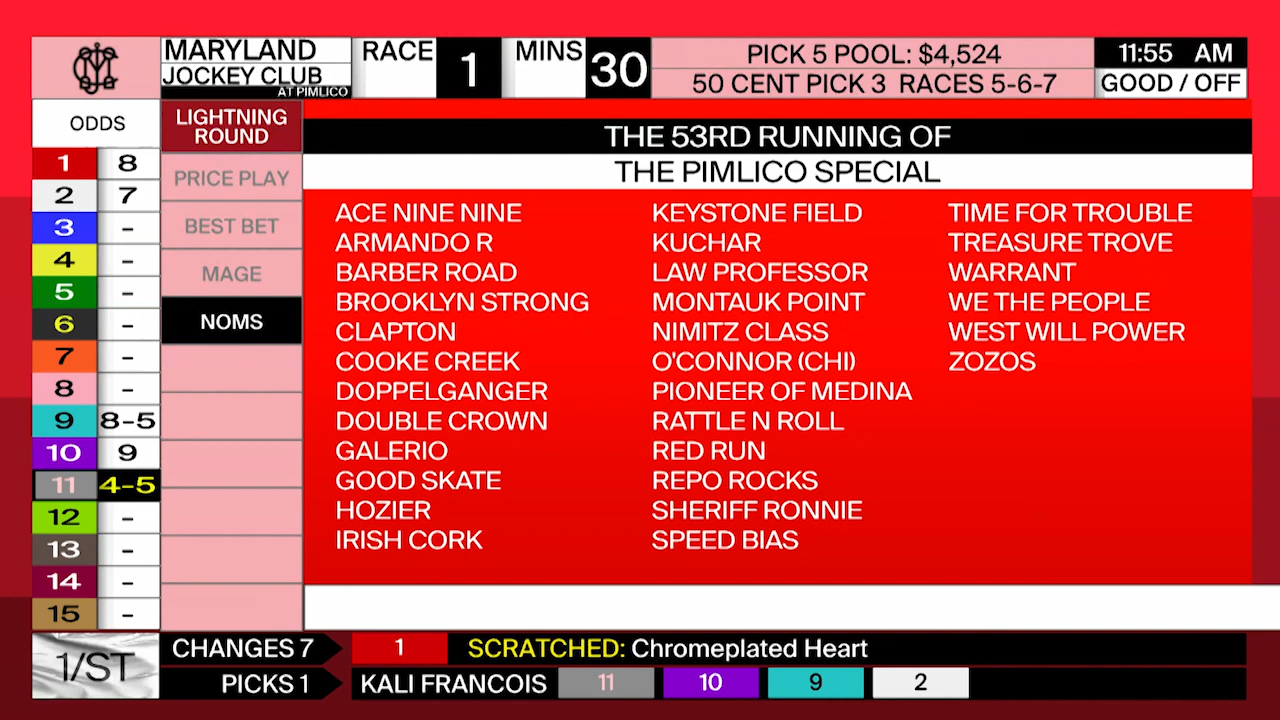 MARYLAND
JOCKEY CLUB
AT PIMLICO
RACE 1 MINS 30
PICK 5 POOL: $4,524
50 CENT PICK 3 RACES 5-6-7
11:55 AM
GOOD / OFF
ODDS
1 8
2 7
3 -
4 -
5 -
6 -
7 -
8 -
9 8-5
10 9
11 4-5
12 -
13 -
14 -
15 -
LIGHTNING
ROUND
PRICE PLAY
BEST BET
MAGE
NOMS
THE 53RD RUNNING OF
THE PIMLICO SPECIAL
ACE NINE NINE
ARMANDO R
BARBER ROAD
BROOKLYN STRONG
CLAPTON
COOKE CREEK
DOPPELGANGER
DOUBLE CROWN
GALERIO
GOOD SKATE
HOZIER
IRISH CORK
KEYSTONE FIELD
KUCHAR
LAW PROFESSOR
MONTAUK POINT
NIMITZ CLASS
O'CONNOR (CHI)
PIONEER OF MEDINA
RATTLE N ROLL
RED RUN
REPO ROCKS
SHERIFF RONNIE
SPEED BIAS
TIME FOR TROUBLE
TREASURE TROVE
WARRANT
WE THE PEOPLE
WEST WILL POWER
ZOZOS
1/ST
CHANGES 7 1 SCRATCHED: Chromeplated Heart
PICKS 1 KALI FRANCOIS 11 10 9 2